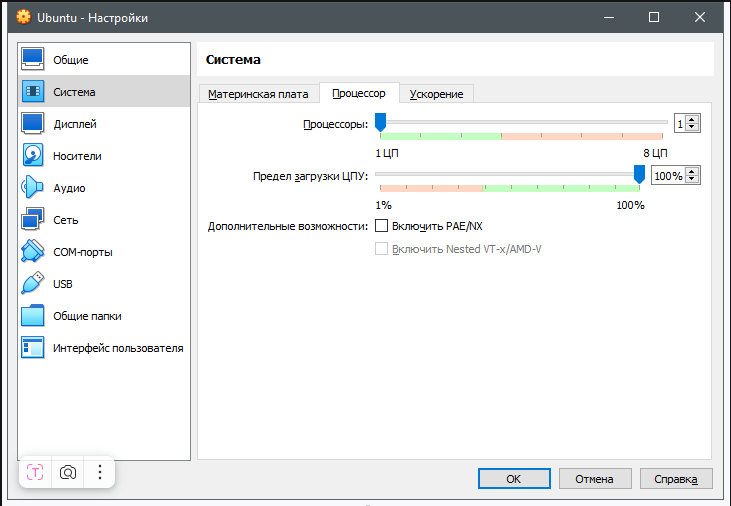 Ubuntu - Настройки
Общие
Система
Дисплей
Носители
Аудио
Сеть
COM-порты
USB
Общие папки
Интерфейс пользователя
Система
Материнская плата
Процессор
Ускорение
Процессоры:
1
1 ЦП
8 ЦП
Предел загрузки ЦПУ:
100%
1%
100%
Дополнительные возможности:
Включить PAE/NX
Включить Nested VT-x/AMD-V
T
OK
Отмена
Справка